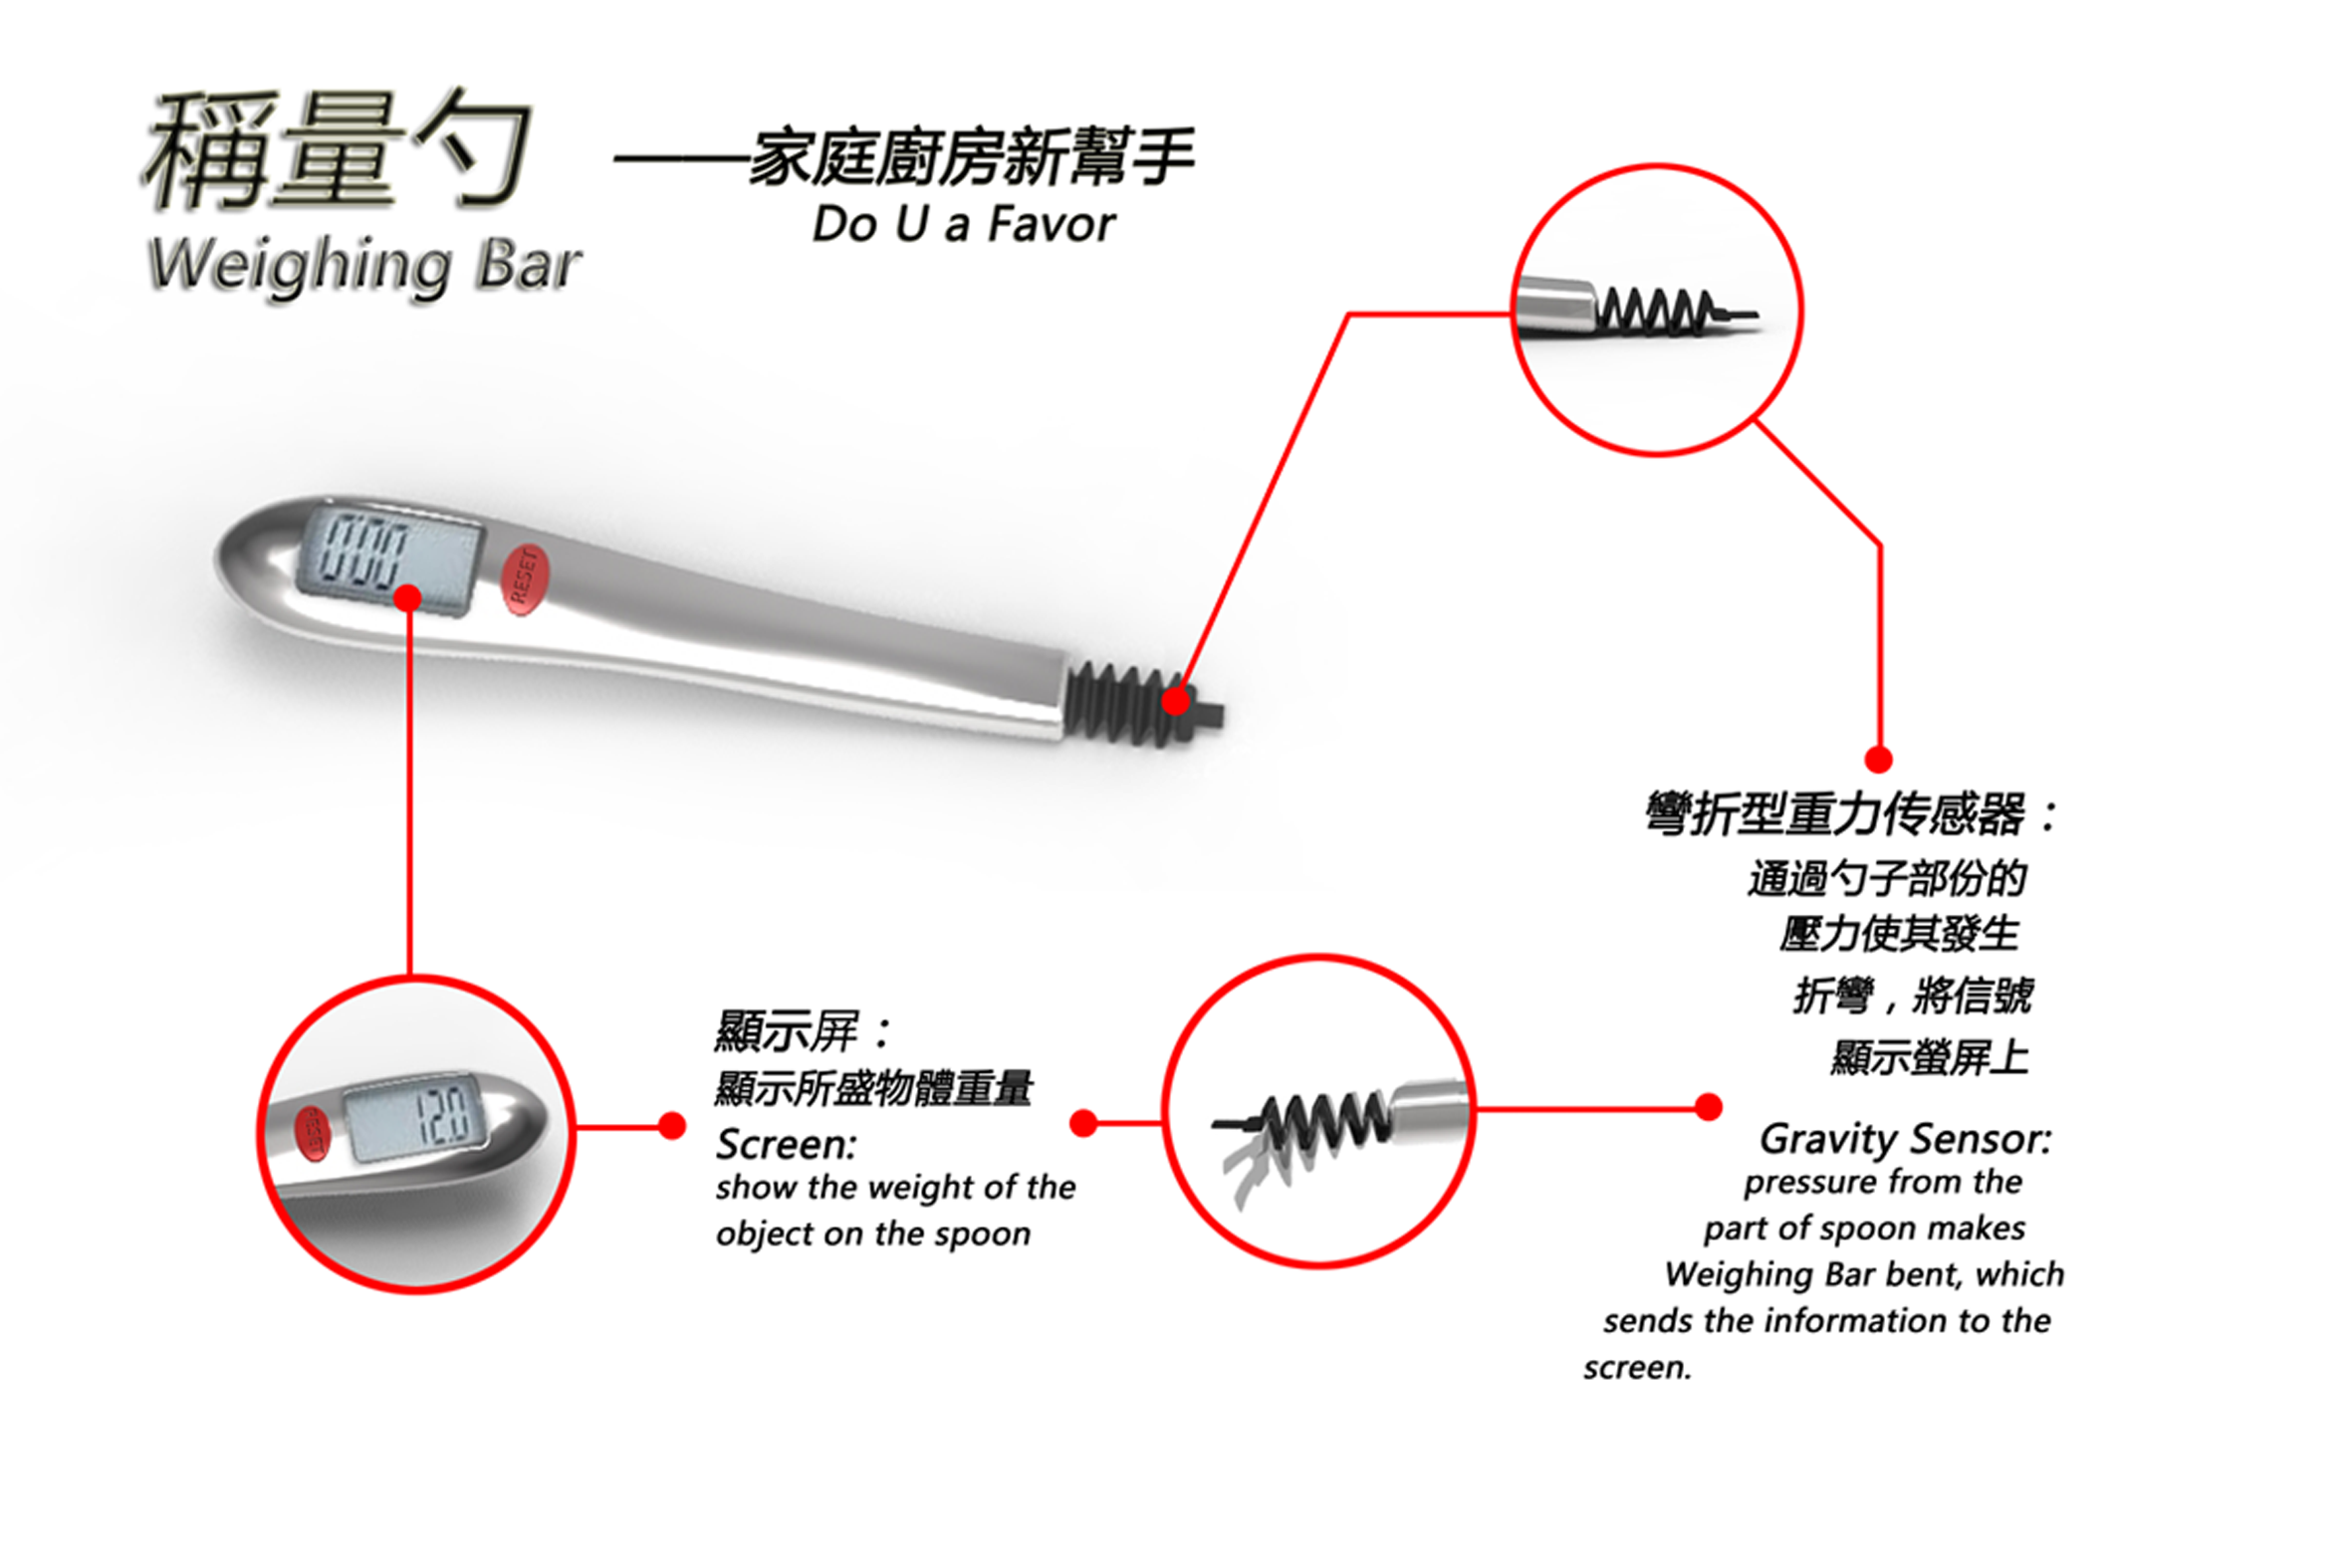 稱量勺
Weighing Bar
——家庭廚房新幫手
Do U a Favor
0:00
RESET
彎折型重力传感器：
通過勺子部份的
壓力使其發生
折彎，將信號
顯示螢屏上
Gravity Sensor:
pressure from the
part of spoon makes
Weighing Bar bent, which
sends the information to the
screen.
顯示屏：
顯示所盛物體重量
Screen:
show the weight of the
object on the spoon
RESET
12.0